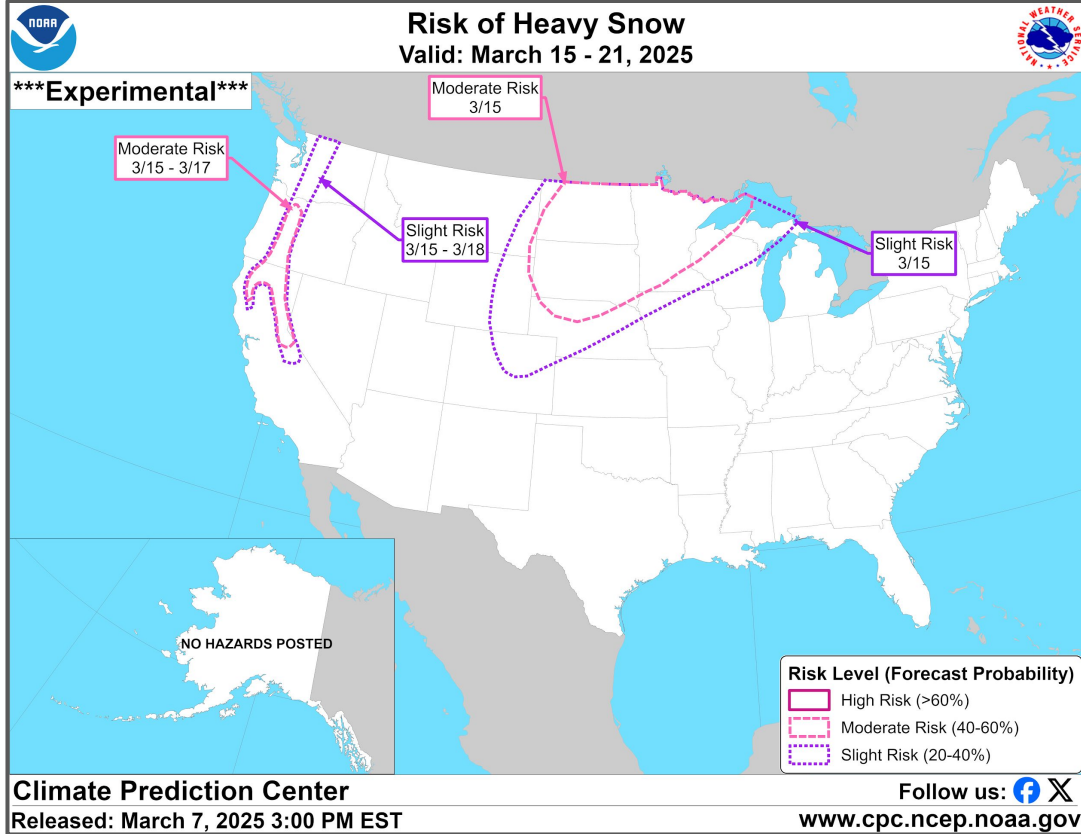 NOAA
Risk of Heavy Snow
Valid: March 15 - 21, 2025
NATIONAL WEATHER SERVICE
***Experimental***
Moderate Risk
3/15
Moderate Risk
3/15 - 3/17
Slight Risk
3/15 - 3/18
Slight Risk
3/15
NO HAZARDS POSTED
Risk Level (Forecast Probability)
High Risk (>60%)
Moderate Risk (40-60%)
Slight Risk (20-40%)
Climate Prediction Center
Follow us:
Released: March 7, 2025 3:00 PM EST
www.cpc.ncep.noaa.gov